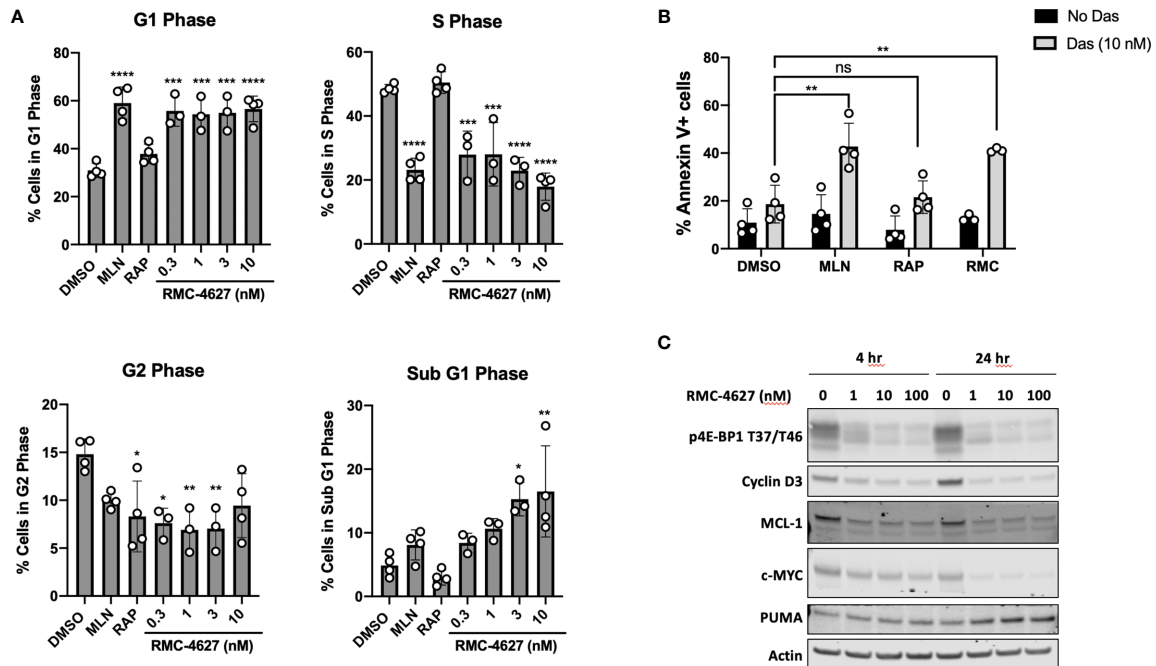 A
G1 Phase
% Cells in G1 Phase
80
60
40
20
0
****
***
***
***
****
DMSO
MLN
RAP
0.3
1
3
10
RMC-4627 (nM)
S Phase
% Cells in S Phase
60
40
20
0
****
***
***
****
****
DMSO
MLN
RAP
0.3
1
3
10
RMC-4627 (nM)
G2 Phase
% Cells in G2 Phase
20
15
10
5
0
*
*
**
**
DMSO
MLN
RAP
0.3
1
3
10
RMC-4627 (nM)
Sub G1 Phase
% Cells in Sub G1 Phase
30
20
10
0
*
**
DMSO
MLN
RAP
0.3
1
3
10
RMC-4627 (nM)
B
No Das
Das (10 nM)
% Annexin V+ cells
80
60
40
20
0
**
ns
**
DMSO
MLN
RAP
RMC
C
4 hr
24 hr
RMC-4627 (nM)
0 1 10 100 0 1 10 100
p4E-BP1 T37/T46
Cyclin D3
MCL-1
c-MYC
PUMA
Actin